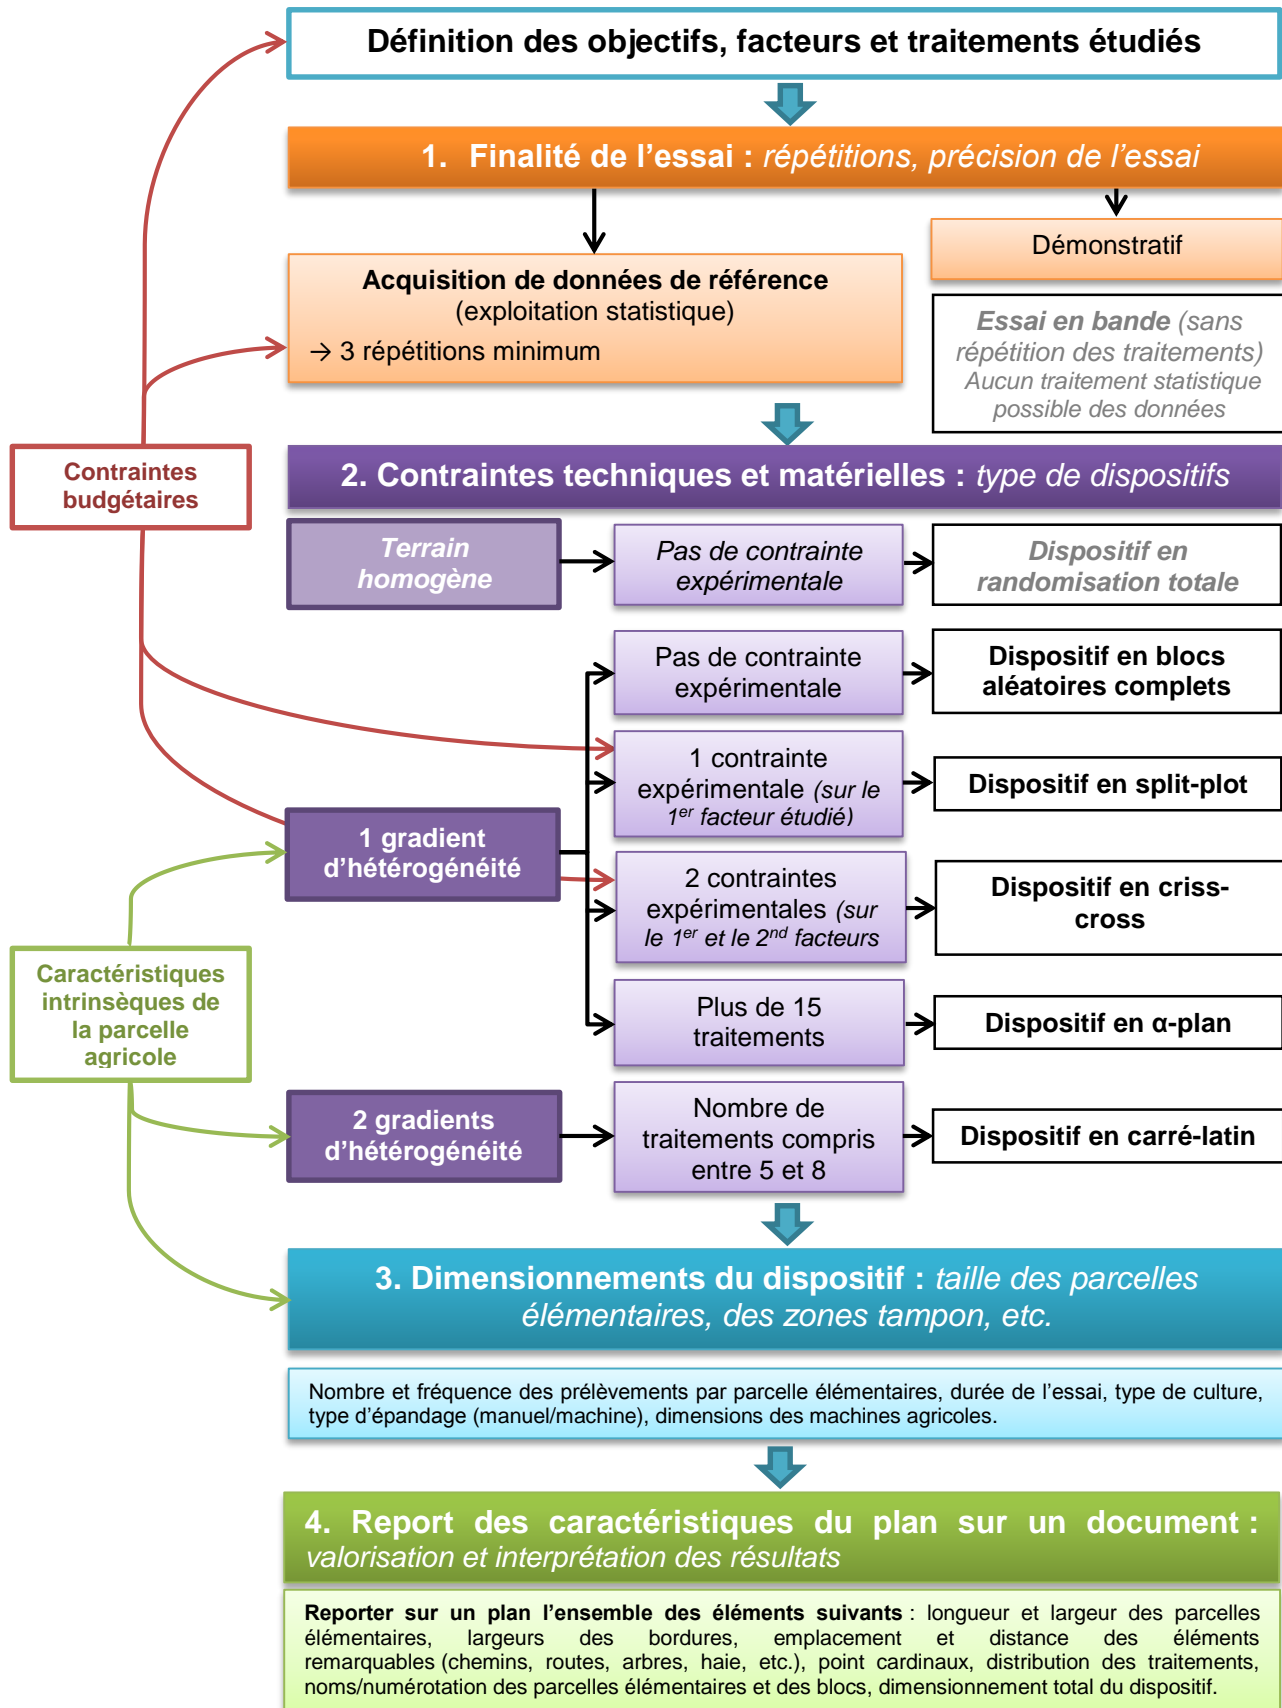 Définition des objectifs, facteurs et traitements étudiés
1. Finalité de l’essai : répétitions, précision de l’essai
Acquisition de données de référence
(exploitation statistique)
→ 3 répétitions minimum
Démonstratif
Essai en bande (sans
répétition des traitements)
Aucun traitement statistique
possible des données
Contraintes
budgétaires
2. Contraintes techniques et matérielles : type de dispositifs
Terrain
homogène
Pas de contrainte
expérimentale
Dispositif en
randomisation totale
Pas de contrainte
expérimentale
Dispositif en blocs
aléatoires complets
1 contrainte
expérimentale (sur le
1er facteur étudié)
Dispositif en split-plot
1 gradient
d’hétérogénéité
2 contraintes
expérimentales (sur
le 1er et le 2nd facteurs
Dispositif en criss-
cross
Caractéristiques
intrinsèques de
la parcelle
agricole
Plus de 15
traitements
Dispositif en α-plan
2 gradients
d’hétérogénéité
Nombre de
traitements compris
entre 5 et 8
Dispositif en carré-latin
3. Dimensionnements du dispositif : taille des parcelles
élémentaires, des zones tampon, etc.
Nombre et fréquence des prélèvements par parcelle élémentaires, durée de l’essai, type de culture,
type d’épandage (manuel/machine), dimensions des machines agricoles.
4. Report des caractéristiques du plan sur un document :
valorisation et interprétation des résultats
Reporter sur un plan l’ensemble des éléments suivants : longueur et largeur des parcelles
élémentaires, largeurs des bordures, emplacement et distance des éléments
remarquables (chemins, routes, arbres, haie, etc.), point cardinaux, distribution des traitements,
noms/numérotation des parcelles élémentaires et des blocs, dimensionnement total du dispositif.